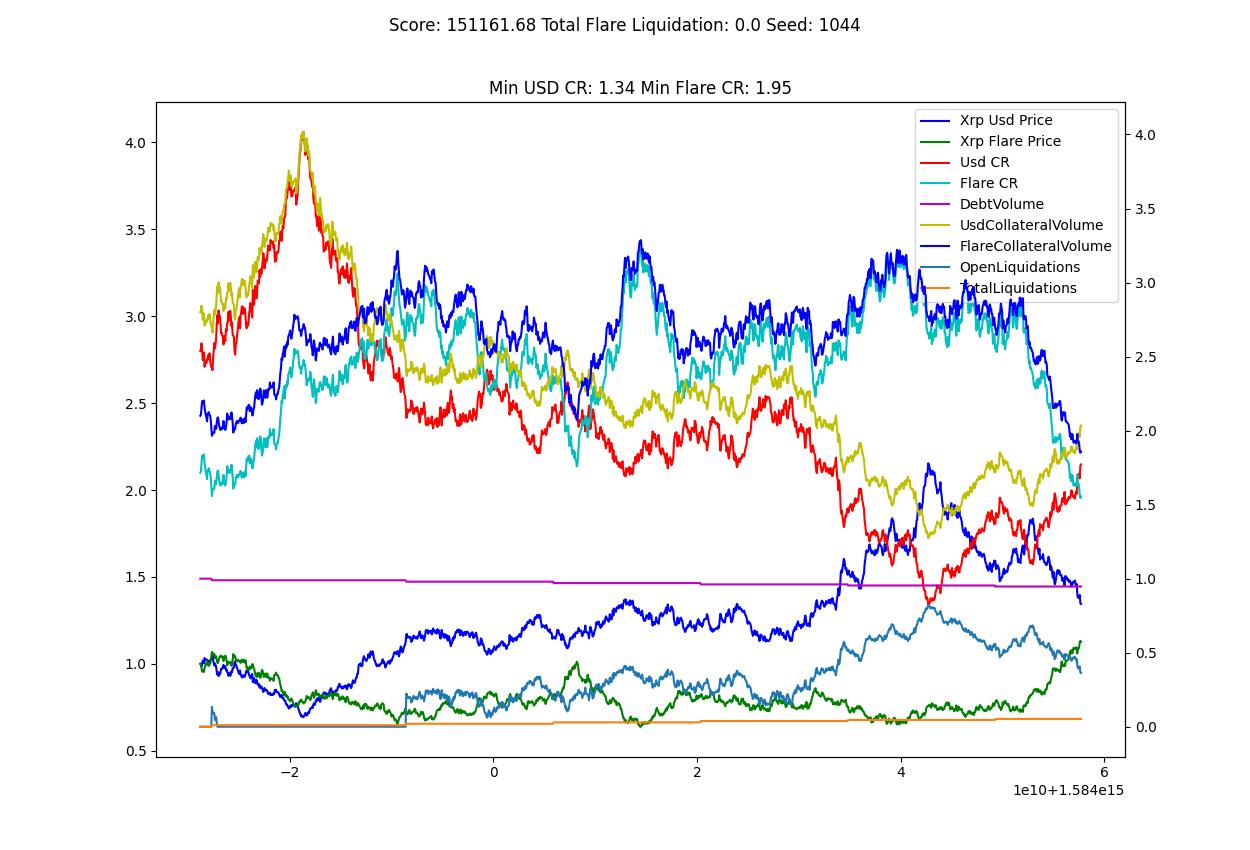 Score: 151161.68 Total Flare Liquidation: 0.0 Seed: 1044
Min USD CR: 1.34 Min Flare CR: 1.95
4.0
3.5
3.0
2.5
2.0
1.5
1.0
0.5
Xrp Usd Price
Xrp Flare Price
Usd CR
Flare CR
DebtVolume
UsdCollateralVolume
FlareCollateralVolume
OpenLiquidations
TotalLiquidations
4.0
3.5
3.0
2.5
2.0
1.5
1.0
0.5
0.0
−2 0 2 4 6
1e10+1.584e15